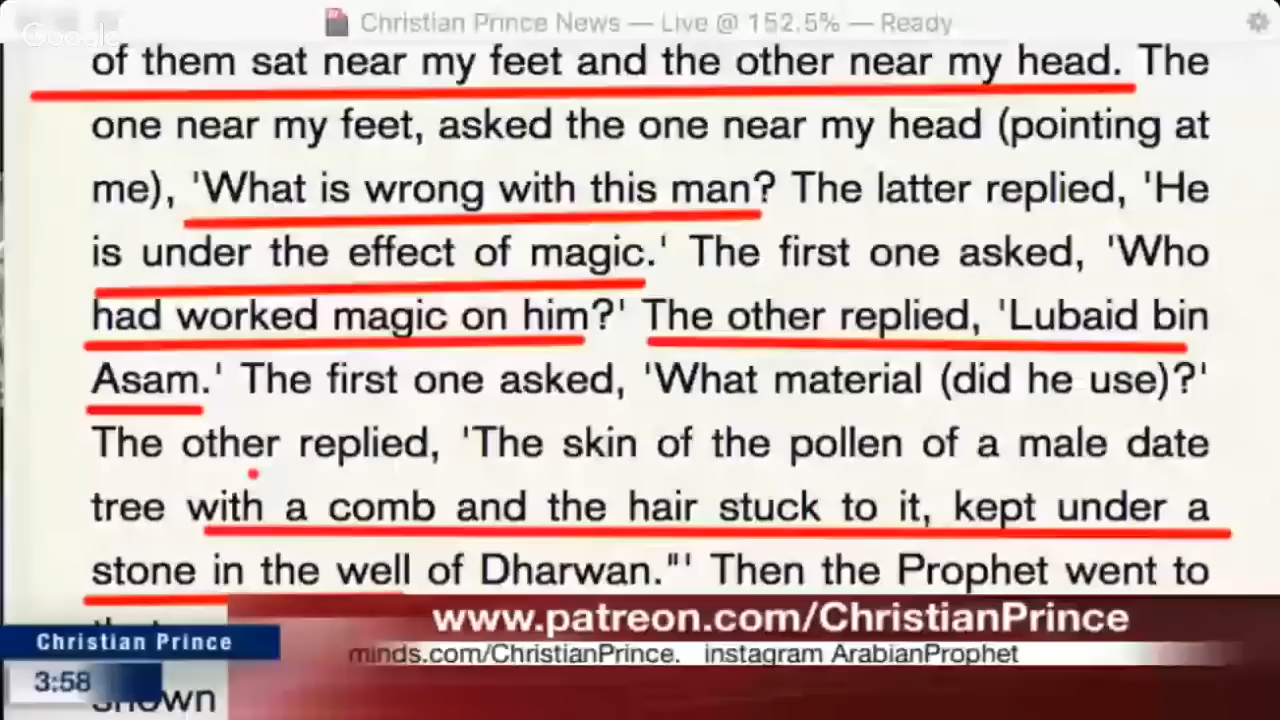 Google
Christian Prince News — Live @ 152,5% — Ready
of them sat near my feet and the other near my head. The
one near my feet, asked the one near my head (pointing at
me), 'What is wrong with this man? The latter replied, 'He
is under the effect of magic.' The first one asked, 'Who
had worked magic on him?' The other replied, 'Lubaid bin
Asam.' The first one asked, 'What material (did he use)?'
The other replied, 'The skin of the pollen of a male date
tree with a comb and the hair stuck to it, kept under a
stone in the well of Dharwan."' Then the Prophet went to
www.patreon.com/ChristianPrince
Christian Prince
minds.com/ChristianPrince. instagram ArabianProphet
3:58